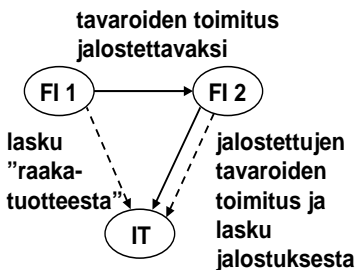 tavaroiden toimitus
jalostettavaksi
FI 1
FI 2
lasku
”raaka-
tuotteesta”
jalostettujen
tavaroiden
toimitus ja
lasku
jalostuksesta
IT